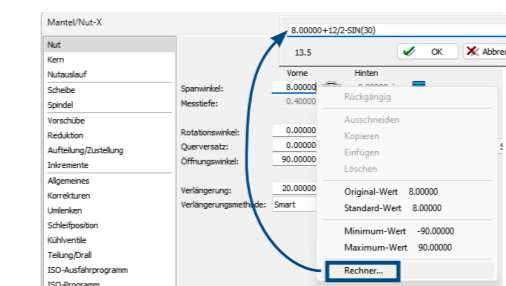 Mantel/Nut-X
8.00000+12/2-SIN(30)
13.5 OK Abbre
Nut
Kern
Nutauslauf
Scheibe
Spindel
Vorschübe
Reduktion
Aufteilung/Zustellung
Inkremente
Allgemeines
Korrekturen
Umlenken
Schleifposition
Kühlventile
Teilung/Drall
ISO-Ausfahrprogramm
ISO-Programm
Vorne Hinten
Spanwinkel: 8.00000
Messtiefe: 0.40000
Rotationswinkel: 0.00000
Querversatz: 0.00000
Öffnungswinkel: 90.00000
Verlängerung: 20.00000
Verlängerungsmethode: Smart
Rückgängig
Ausschneiden
Kopieren
Einfügen
Löschen
Original-Wert 8.00000
Standard-Wert 8.00000
Minimum-Wert -90.00000
Maximum-Wert 90.00000
Rechner...